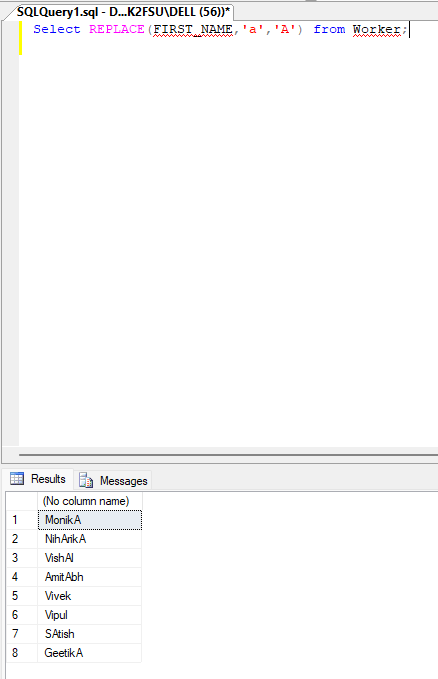 SQLQuery1.sql - D...K2FSU\DELL (56))*
Select REPLACE(FIRST_NAME,'a','A') from Worker;
Results Messages
(No column name)
1 MonikA
2 NihArikA
3 VishAl
4 AmitAbh
5 Vivek
6 Vipul
7 SAtish
8 GeetikA